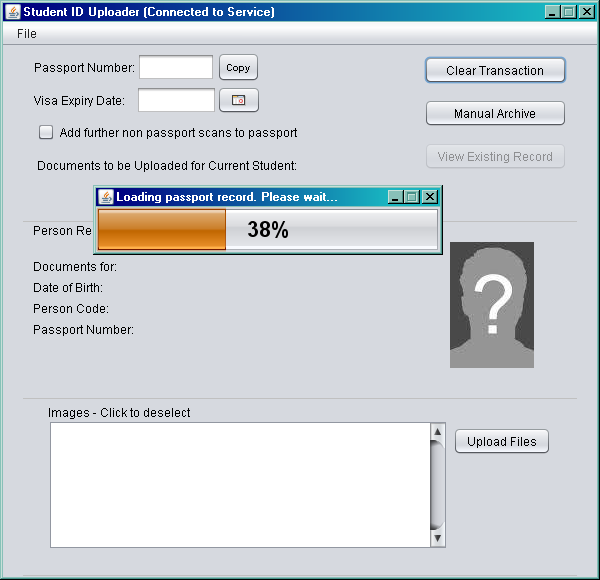 Student ID Uploader (Connected to Service)
File
Passport Number:
Copy
Clear Transaction
Visa Expiry Date:
Manual Archive
Add further non passport scans to passport
View Existing Record
Documents to be Uploaded for Current Student:
Loading passport record. Please wait...
38%
Person Re
?
Documents for:
Date of Birth:
Person Code:
Passport Number:
Images - Click to deselect
Upload Files